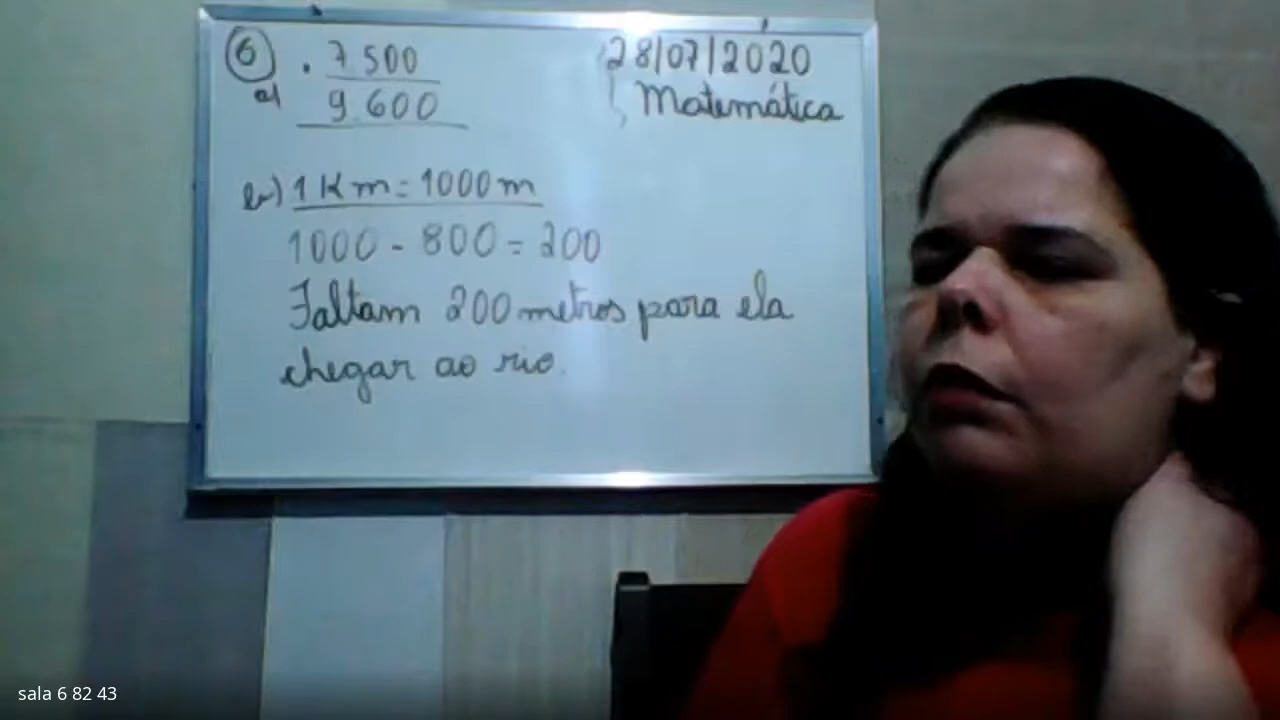 6 . 7 500
28/07/2020
a) 9.600
Matemática
b) 1 Km = 1000 m
1000 - 800 = 200
Faltam 200 metros para ela
chegar ao rio.
sala 6 82 43